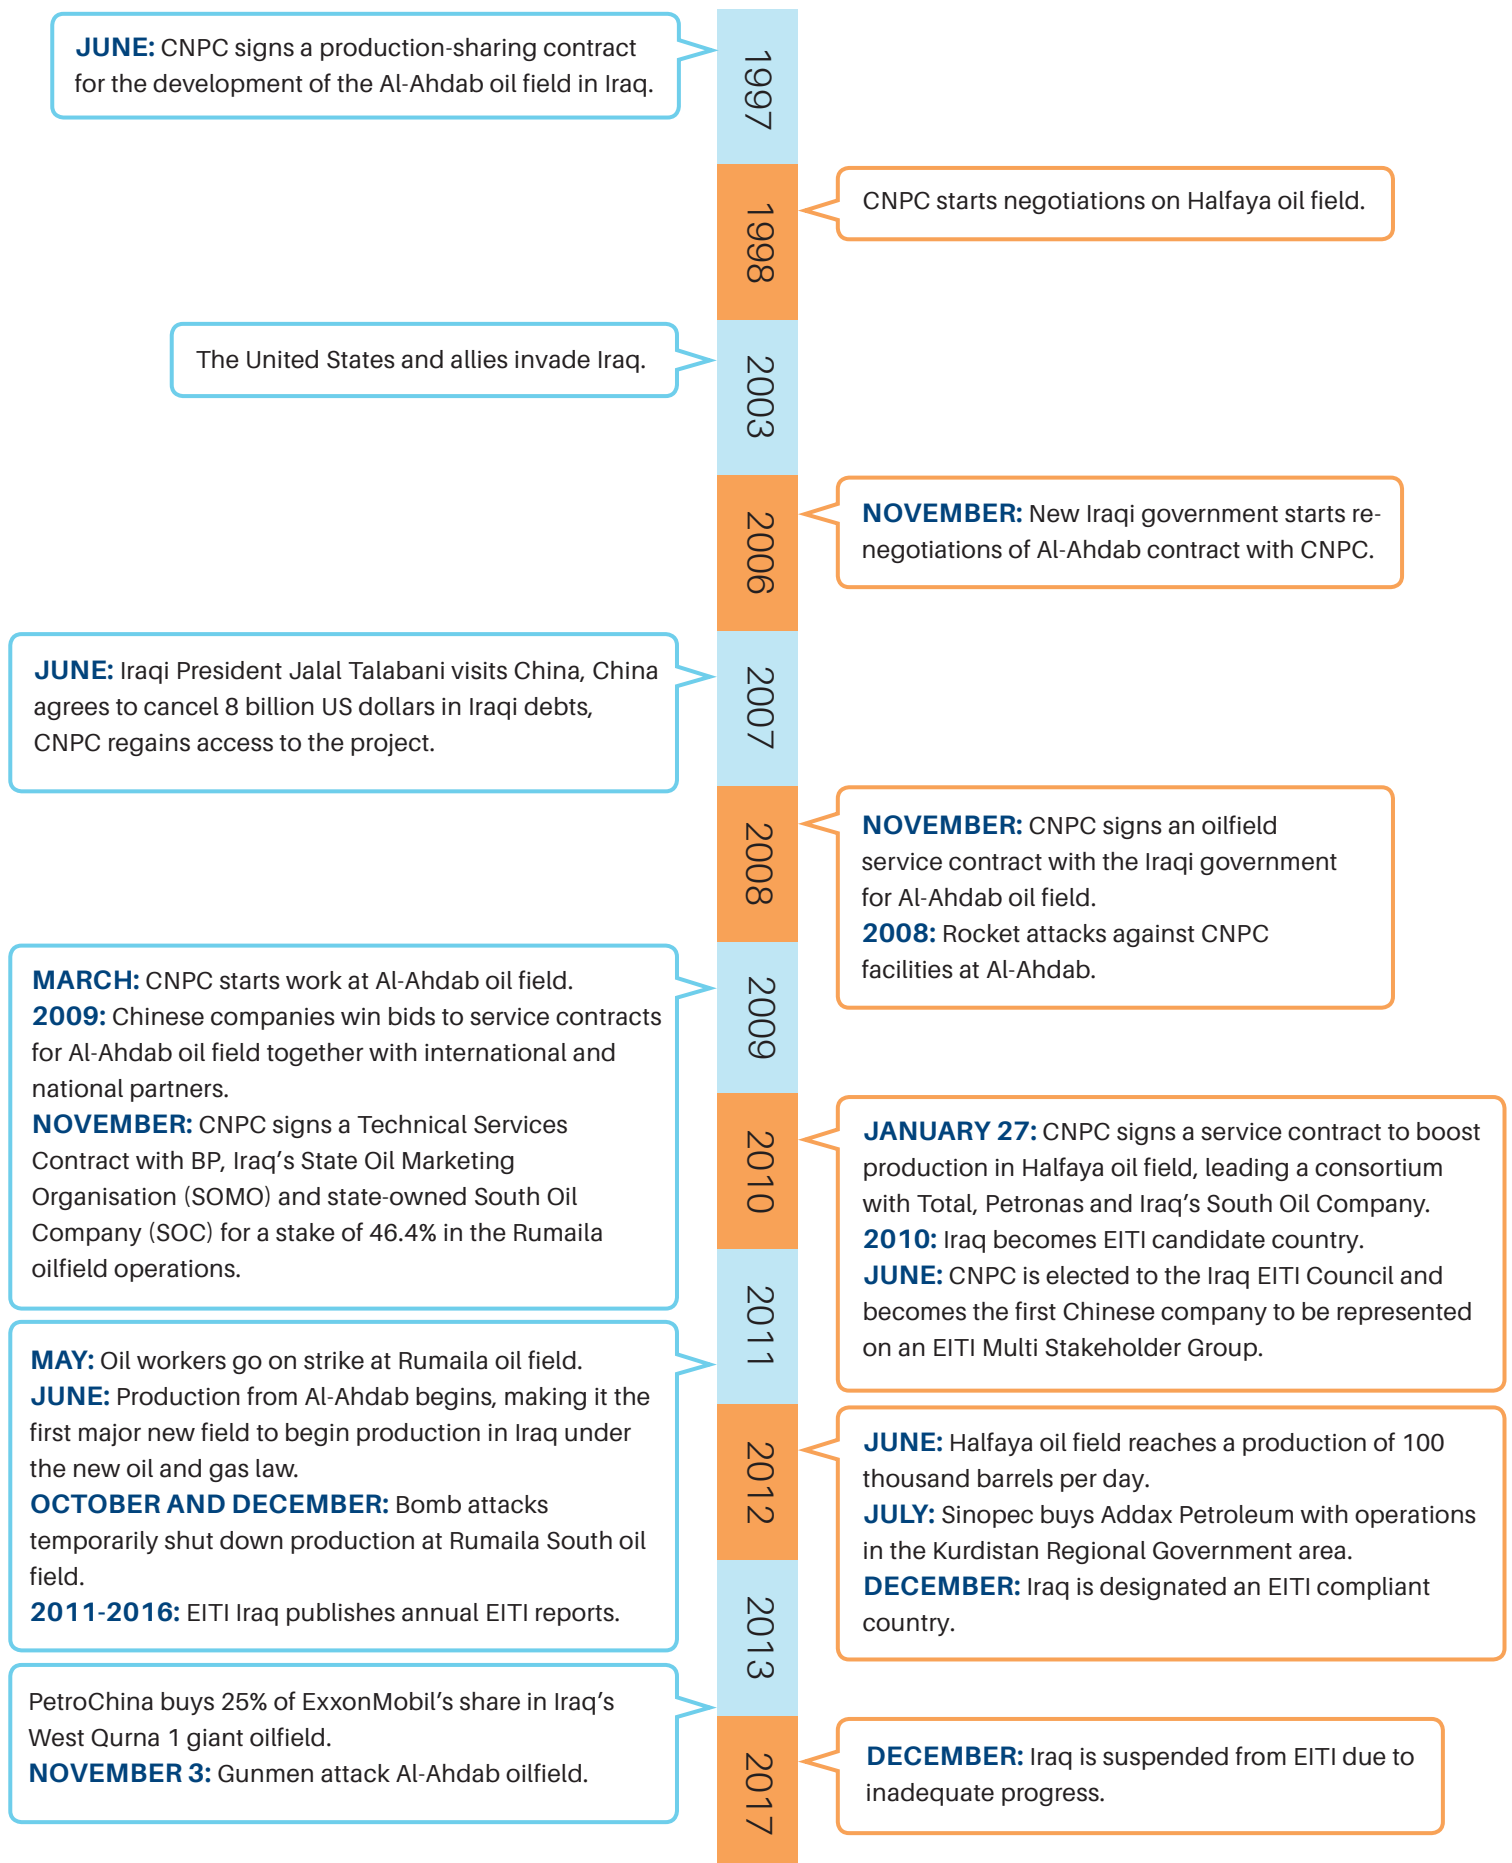 1997
JUNE: CNPC signs a production-sharing contract
for the development of the Al-Ahdab oil field in Iraq.
1998
CNPC starts negotiations on Halfaya oil field.
2003
The United States and allies invade Iraq.
2006
NOVEMBER: New Iraqi government starts re-
negotiations of Al-Ahdab contract with CNPC.
2007
JUNE: Iraqi President Jalal Talabani visits China, China
agrees to cancel 8 billion US dollars in Iraqi debts,
CNPC regains access to the project.
2008
NOVEMBER: CNPC signs an oilfield
service contract with the Iraqi government
for Al-Ahdab oil field.
2008: Rocket attacks against CNPC
facilities at Al-Ahdab.
2009
MARCH: CNPC starts work at Al-Ahdab oil field.
2009: Chinese companies win bids to service contracts
for Al-Ahdab oil field together with international and
national partners.
NOVEMBER: CNPC signs a Technical Services
Contract with BP, Iraq’s State Oil Marketing
Organisation (SOMO) and state-owned South Oil
Company (SOC) for a stake of 46.4% in the Rumaila
oilfield operations.
2010
JANUARY 27: CNPC signs a service contract to boost
production in Halfaya oil field, leading a consortium
with Total, Petronas and Iraq’s South Oil Company.
2010: Iraq becomes EITI candidate country.
JUNE: CNPC is elected to the Iraq EITI Council and
becomes the first Chinese company to be represented
on an EITI Multi Stakeholder Group.
2011
MAY: Oil workers go on strike at Rumaila oil field.
JUNE: Production from Al-Ahdab begins, making it the
first major new field to begin production in Iraq under
the new oil and gas law.
OCTOBER AND DECEMBER: Bomb attacks
temporarily shut down production at Rumaila South oil
field.
2011-2016: EITI Iraq publishes annual EITI reports.
2012
JUNE: Halfaya oil field reaches a production of 100
thousand barrels per day.
JULY: Sinopec buys Addax Petroleum with operations
in the Kurdistan Regional Government area.
DECEMBER: Iraq is designated an EITI compliant
country.
2013
PetroChina buys 25% of ExxonMobil’s share in Iraq’s
West Qurna 1 giant oilfield.
NOVEMBER 3: Gunmen attack Al-Ahdab oilfield.
2017
DECEMBER: Iraq is suspended from EITI due to
inadequate progress.